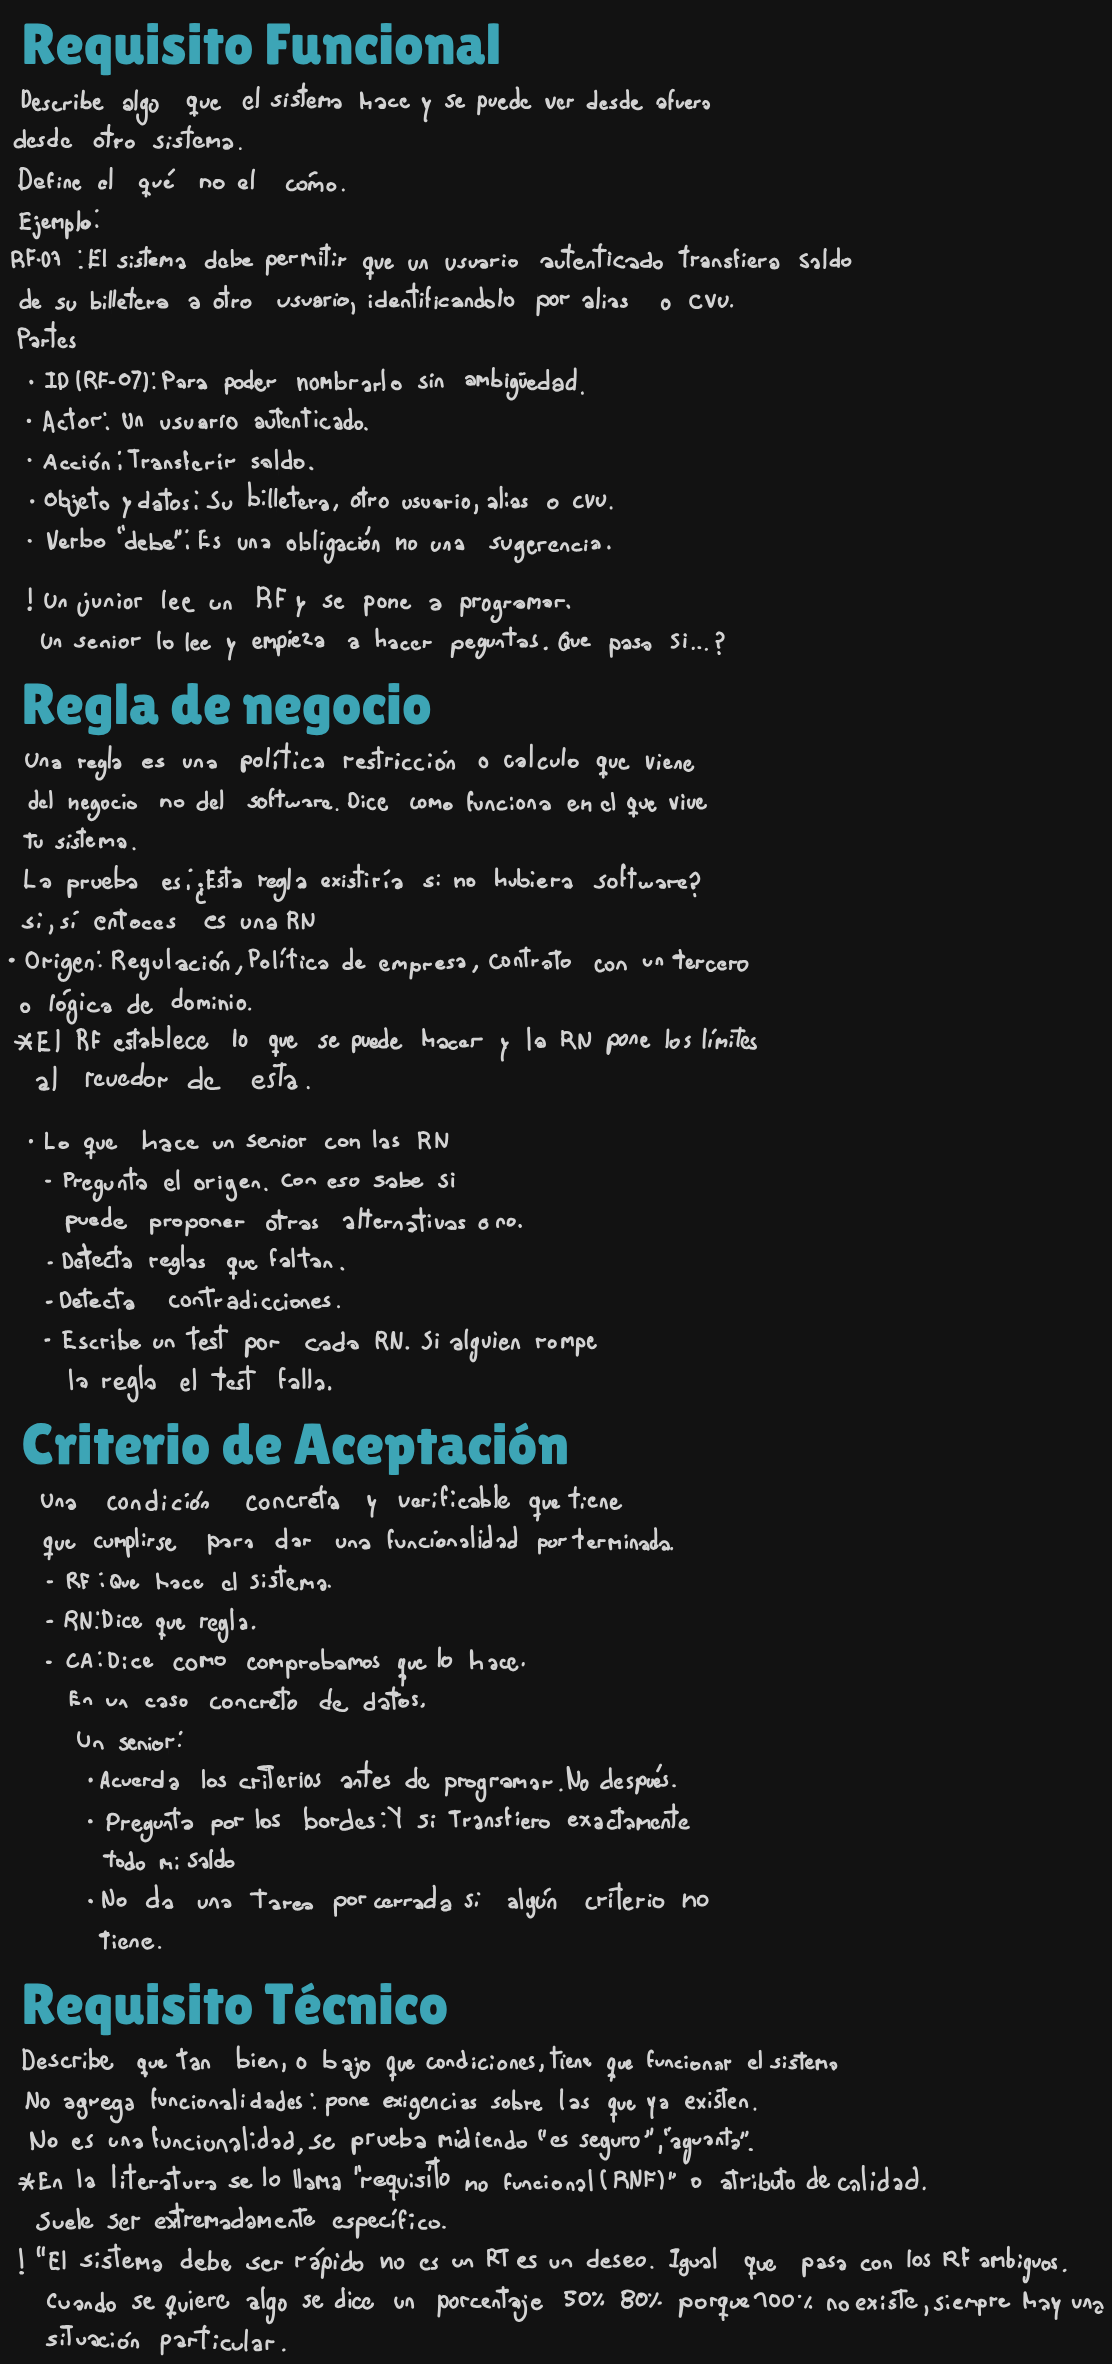 Requisito Funcional
Describe algo que el sistema hace y se puede ver desde afuera
desde otro sistema.
Define el qué no el cómo.
Ejemplo:
RF-07 : El sistema debe permitir que un usuario autenticado transfiera saldo
de su billetera a otro usuario, identificandolo por alias o CVU.
Partes
• ID (RF-07): Para poder nombrarlo sin ambigüedad.
• Actor: Un usuario autenticado.
• Acción: Transferir saldo.
• Objeto y datos: Su billetera, otro usuario, alias o CVU.
• Verbo "debe": Es una obligación no una sugerencia.
! Un junior lee un RF y se pone a programar.
Un senior lo lee y empieza a hacer peguntas. Que pasa si...?
Regla de negocio
Una regla es una política restricción o calculo que viene
del negocio no del software. Dice como funciona en el que vive
tu sistema.
La prueba es: ¿Esta regla existiría si no hubiera software?
si, sí entoces es una RN
• Origen: Regulación, Política de empresa, contrato con un tercero
o lógica de dominio.
* El RF establece lo que se puede hacer y la RN pone los límites
al reuedor de esta.
• Lo que hace un senior con las RN
- Pregunta el origen. Con eso sabe si
puede proponer otras alternativas o no.
- Detecta reglas que faltan.
- Detecta contradicciones.
- Escribe un test por cada RN. Si alguien rompe
la regla el test falla.
Criterio de Aceptación
una condición concreta y verificable que tiene
que cumplirse para dar una funcionalidad por terminada.
- RF: Que hace el sistema.
- RN: Dice que regla.
- CA: Dice como comprobamos que lo hace.
En un caso concreto de datos.
Un senior:
• Acuerda los criterios antes de programar. No después.
• Pregunta por los bordes: Y si Transfiero exactamente
todo mi saldo
• No da una tarea por cerrada si algún criterio no
tiene.
Requisito Técnico
Describe que tan bien, o bajo que condiciones, tiene que funcionar el sistema
No agrega funcionalidades: pone exigencias sobre las que ya existen.
No es una funcionalidad, se prueba midiendo "es seguro", "aguanta".
* En la literatura se lo llama "requisito no funcional (RNF)" o atributo de calidad.
Suele ser extremadamente específico.
! "El sistema debe ser rápido no es un RT es un deseo. Igual que pasa con los RF ambiguos.
Cuando se quiere algo se dice un porcentaje 50% 80% porque 100% no existe, siempre hay una
situación particular.